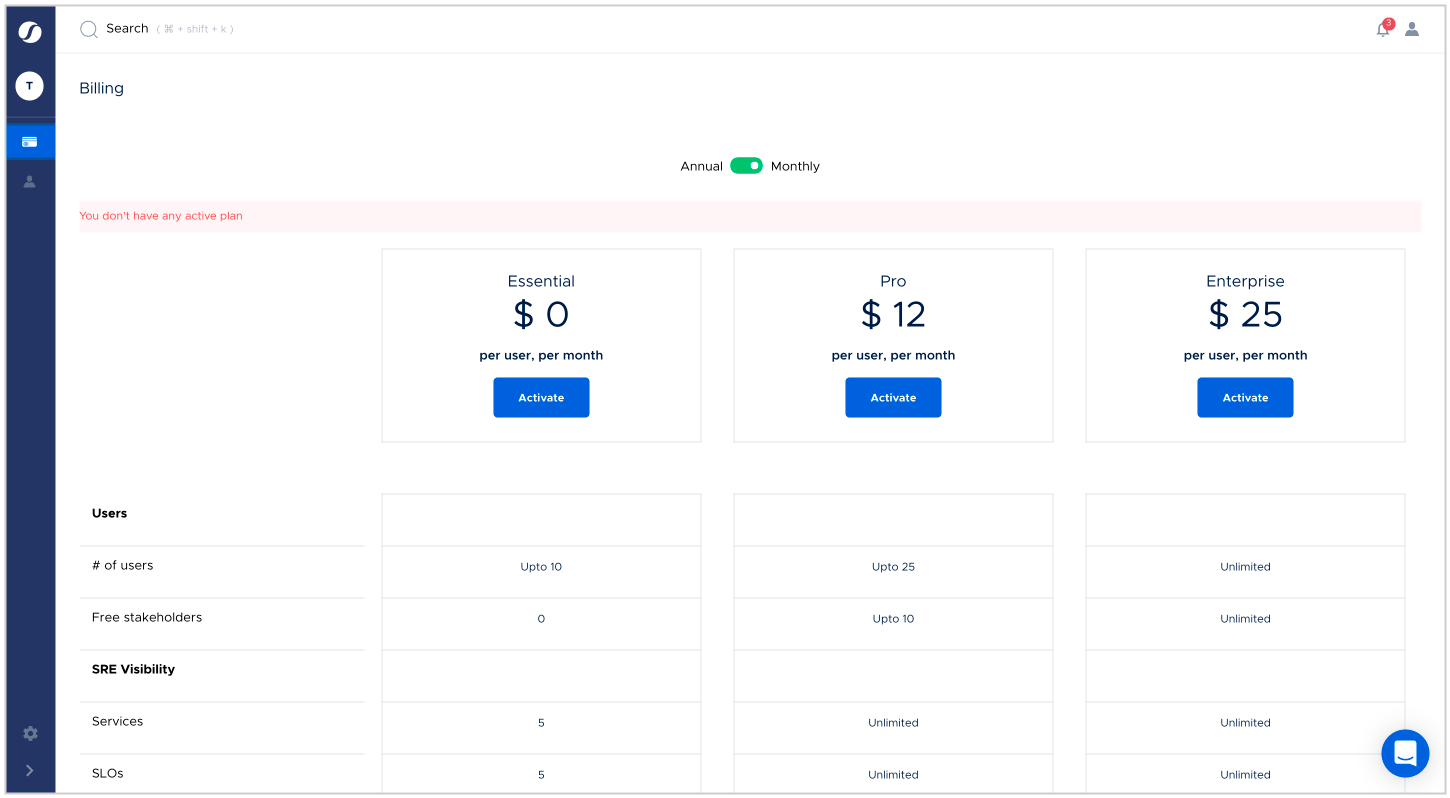 Search ( ⌘ + shift + k )
3
T
Billing
Annual Monthly
You don't have any active plan
Essential
$ 0
per user, per month
Activate
Pro
$ 12
per user, per month
Activate
Enterprise
$ 25
per user, per month
Activate
Users
# of users Upto 10 Upto 25 Unlimited
Free stakeholders 0 Upto 10 Unlimited
SRE Visibility
Services 5 Unlimited Unlimited
SLOs 5 Unlimited Unlimited